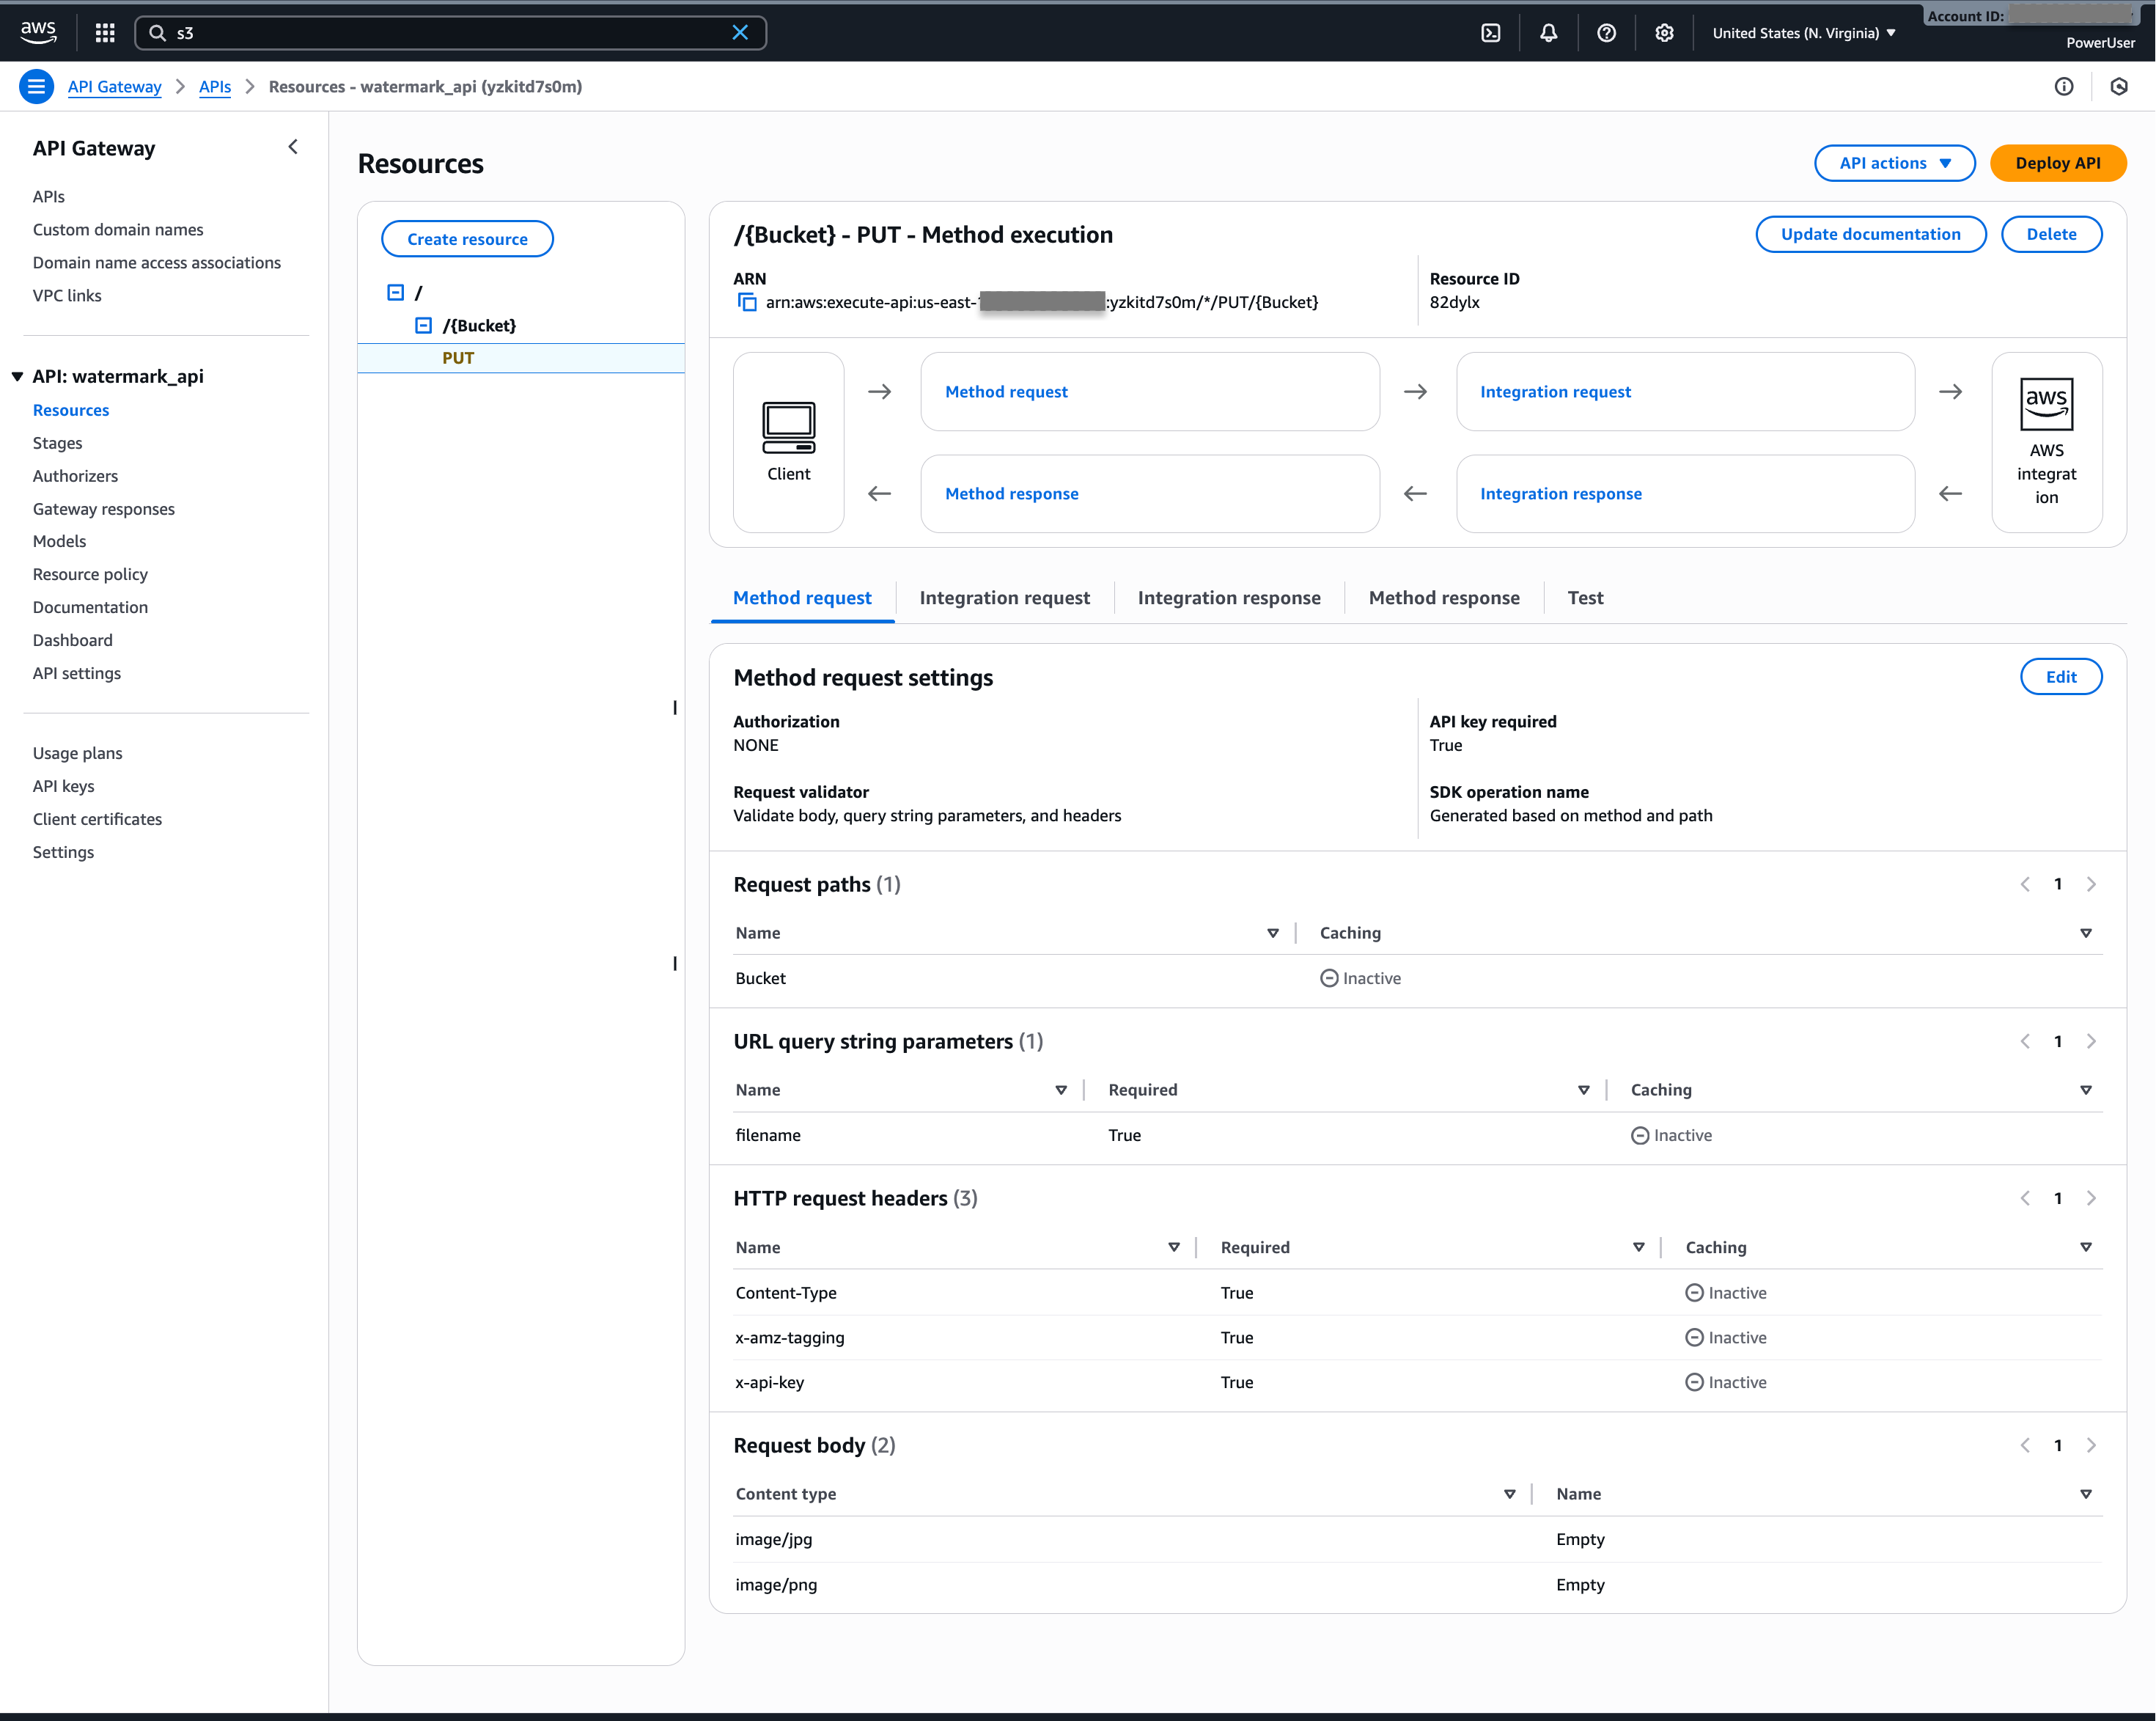 aws
s3
United States (N. Virginia)
Account ID:
PowerUser
API Gateway
APIs
Resources - watermark_api (yzkitd7s0m)
API Gateway
APIs
Custom domain names
Domain name access associations
VPC links
API: watermark_api
Resources
Stages
Authorizers
Gateway responses
Models
Resource policy
Documentation
Dashboard
API settings
Usage plans
API keys
Client certificates
Settings
Resources
API actions
Deploy API
Create resource
/
/{Bucket}
PUT
/{Bucket} - PUT - Method execution
Update documentation
Delete
ARN
arn:aws:execute-api:us-east- :yzkitd7s0m/*/PUT/{Bucket}
Resource ID
82dylx
Client
Method request
Integration request
Method response
Integration response
aws
AWS
integrat
ion
Method request
Integration request
Integration response
Method response
Test
Method request settings
Edit
Authorization
NONE
API key required
True
Request validator
Validate body, query string parameters, and headers
SDK operation name
Generated based on method and path
Request paths (1)
1
Name
Caching
Bucket
Inactive
URL query string parameters (1)
1
Name
Required
Caching
filename
True
Inactive
HTTP request headers (3)
1
Name
Required
Caching
Content-Type
True
Inactive
x-amz-tagging
True
Inactive
x-api-key
True
Inactive
Request body (2)
1
Content type
Name
image/jpg
Empty
image/png
Empty